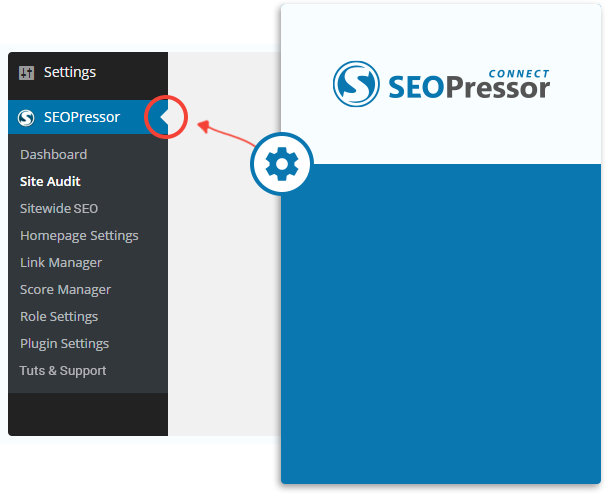 Settings
SEOPressor
Dashboard
Site Audit
Sitewide SEO
Homepage Settings
Link Manager
Score Manager
Role Settings
Plugin Settings
Tuts & Support
CONNECT
SEOPressor